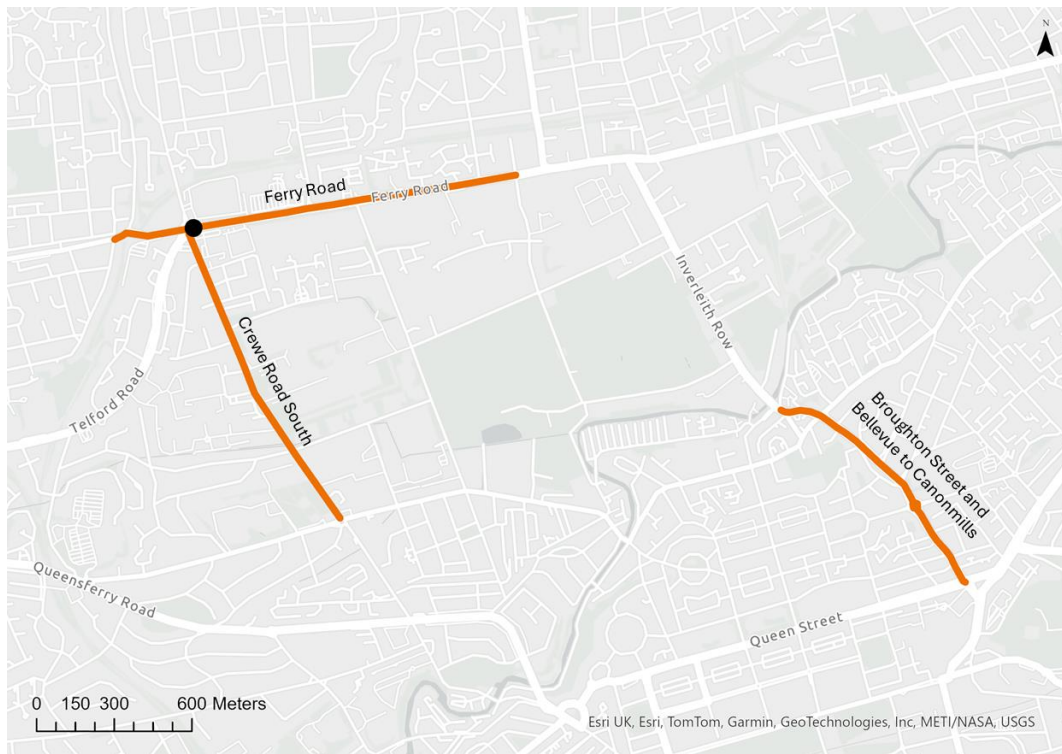 N
Ferry Road
Ferry Road
Inverleith Row
Crewe Road South
Telford Road
Broughton Street and
Bellevue to Canonmills
Queensferry Road
Queen Street
0 150 300 600 Meters
Esri UK, Esri, TomTom, Garmin, GeoTechnologies, Inc, METI/NASA, USGS